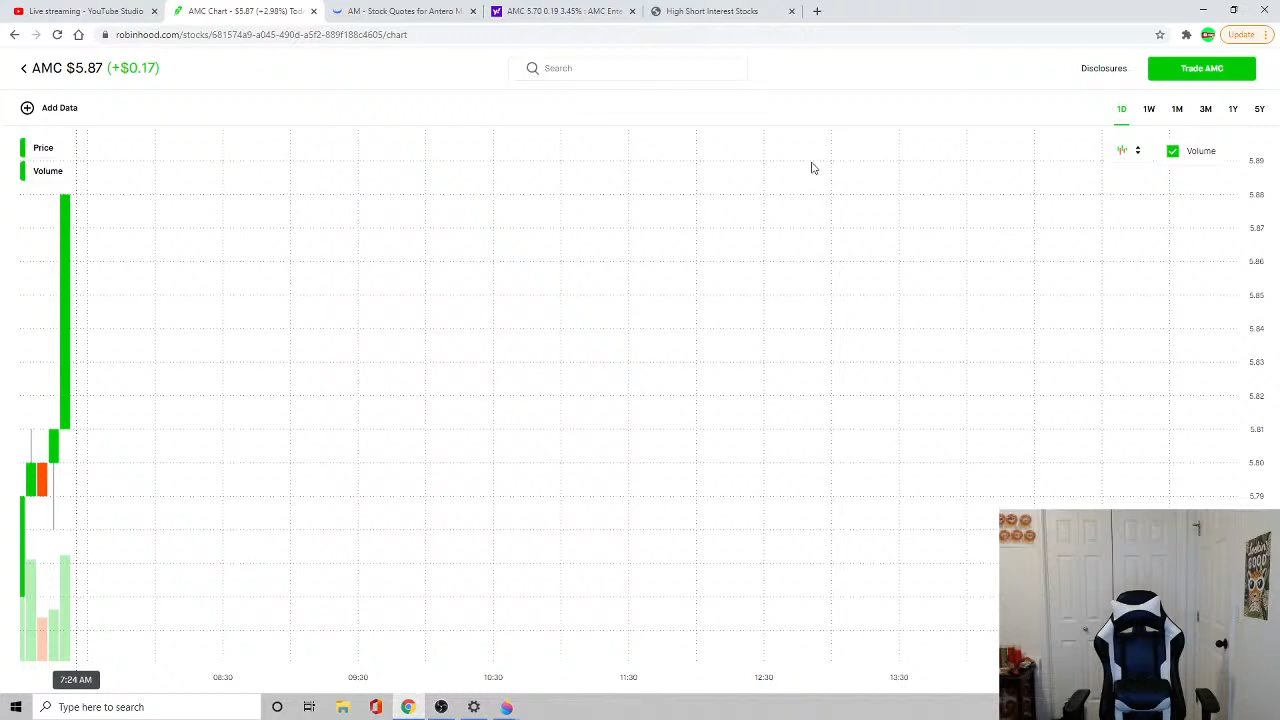 Live streaming - YouTube Studio
AMC Chart - $5.87 (+2.98%) Toda
AM - Stock Quotes for Antero M
AMC 5.70 0.19 3.45% : AMC Ente
High Short Interest Stocks
robinhood.com/stocks/681574a9-a045-490d-a5f2-889f188c4605/chart
Update
AMC $5.87 (+$0.17)
Search
Disclosures
Trade AMC
Add Data
1D 1W 1M 3M 1Y 5Y
Price
Volume
Volume
5.89
5.88
5.87
5.86
5.85
5.84
5.83
5.82
5.81
5.80
5.79
7:24 AM
08:30 09:30 10:30 11:30 12:30 13:30
Type here to search